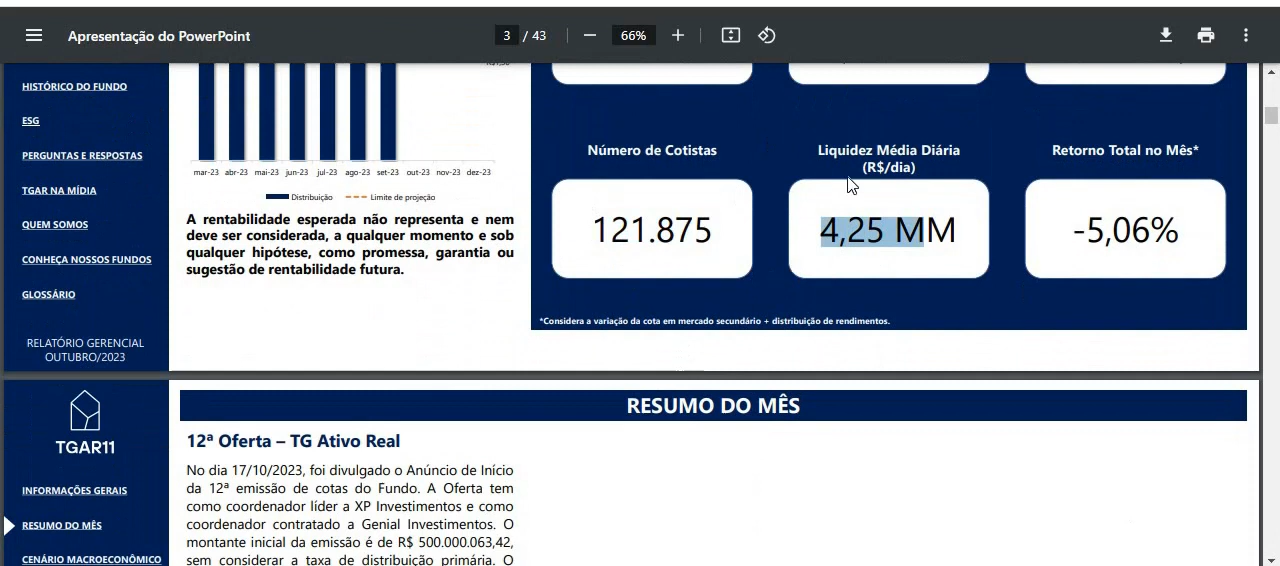 Apresentação do PowerPoint
3 / 43
66%
HISTÓRICO DO FUNDO
ESG
PERGUNTAS E RESPOSTAS
TGAR NA MÍDIA
QUEM SOMOS
CONHEÇA NOSSOS FUNDOS
GLOSSÁRIO
RELATÓRIO GERENCIAL
OUTUBRO/2023
mar-23 abr-23 mai-23 jun-23 jul-23 ago-23 set-23 out-23 nov-23 dez-23
Distribuição Limite de projeção
A rentabilidade esperada não representa e nem
deve ser considerada, a qualquer momento e sob
qualquer hipótese, como promessa, garantia ou
sugestão de rentabilidade futura.
Número de Cotistas
121.875
Liquidez Média Diária
(R$/dia)
4,25 MM
Retorno Total no Mês*
-5,06%
*Considera a variação da cota em mercado secundário + distribuição de rendimentos.
TGAR11
INFORMAÇÕES GERAIS
RESUMO DO MÊS
CENÁRIO MACROECONÔMICO
RESUMO DO MÊS
12ª Oferta – TG Ativo Real
No dia 17/10/2023, foi divulgado o Anúncio de Início
da 12ª emissão de cotas do Fundo. A Oferta tem
como coordenador líder a XP Investimentos e como
coordenador contratado a Genial Investimentos. O
montante inicial da emissão é de R$ 500.000.063,42,
sem considerar a taxa de distribuição primária. O